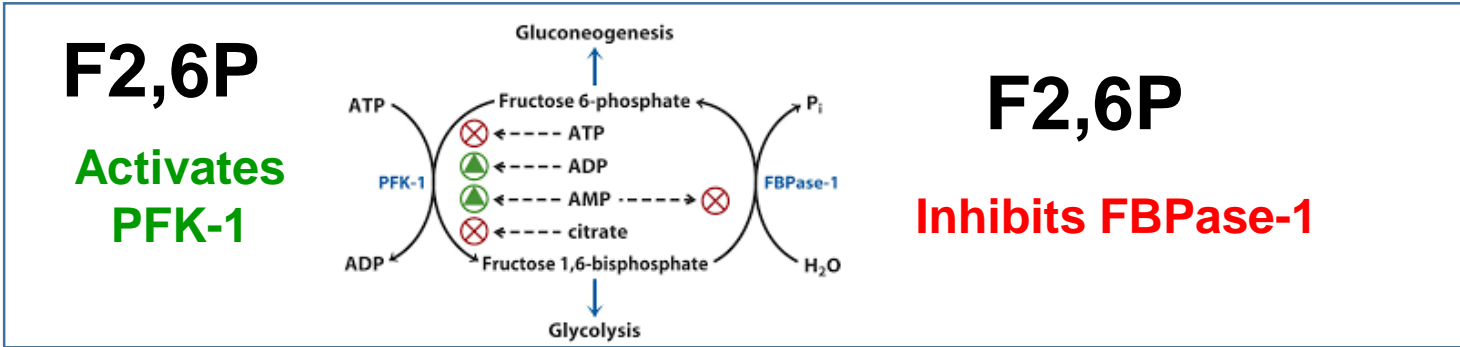 F2,6P
Activates
PFK-1
Gluconeogenesis
ATP
Fructose 6-phosphate
Pi
ATP
ADP
PFK-1
AMP
FBPase-1
citrate
ADP
Fructose 1,6-bisphosphate
H₂O
Glycolysis
F2,6P
Inhibits FBPase-1